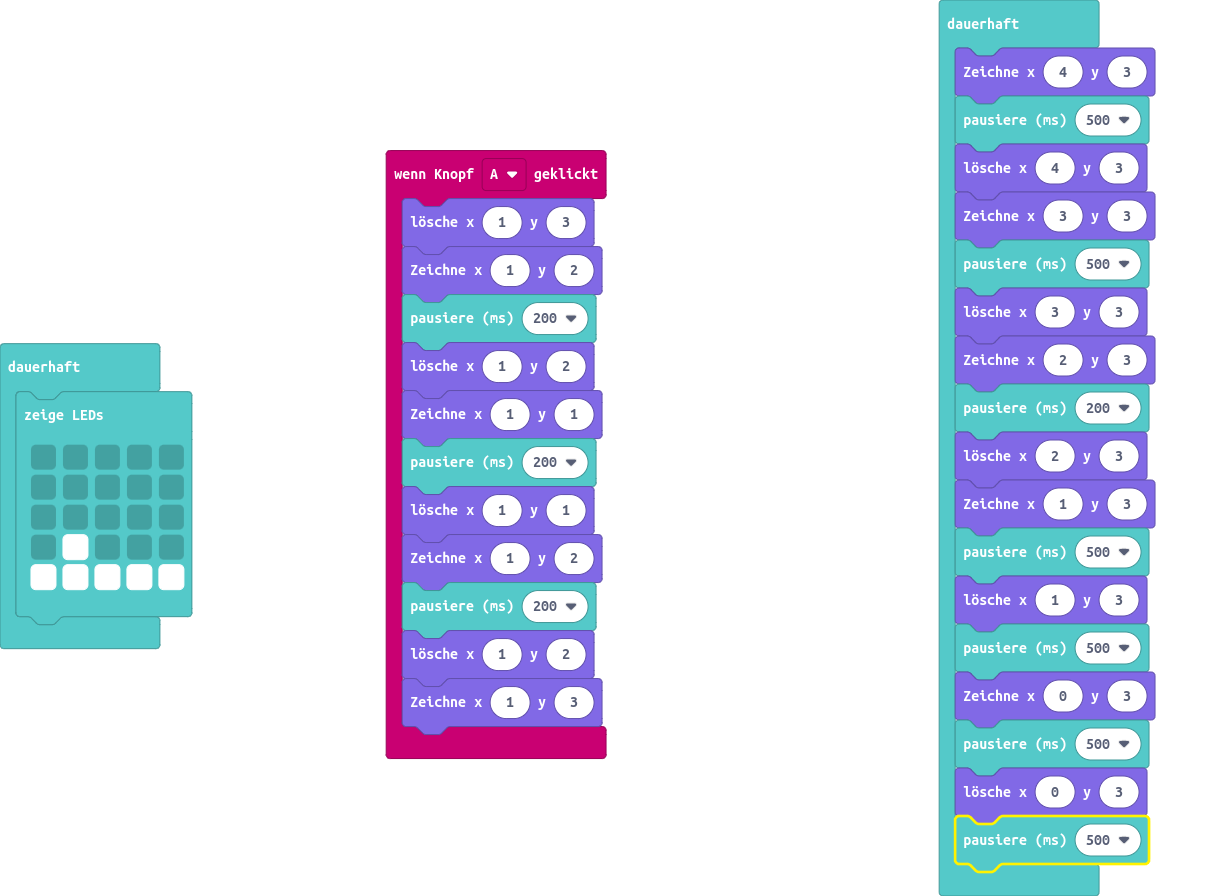 dauerhaft
zeige LEDs
wenn Knopf A geklickt
lösche x 1 y 3
Zeichne x 1 y 2
pausiere (ms) 200
lösche x 1 y 2
Zeichne x 1 y 1
pausiere (ms) 200
lösche x 1 y 1
Zeichne x 1 y 2
pausiere (ms) 200
lösche x 1 y 2
Zeichne x 1 y 3
dauerhaft
Zeichne x 4 y 3
pausiere (ms) 500
lösche x 4 y 3
Zeichne x 3 y 3
pausiere (ms) 500
lösche x 3 y 3
Zeichne x 2 y 3
pausiere (ms) 200
lösche x 2 y 3
Zeichne x 1 y 3
pausiere (ms) 500
lösche x 1 y 3
pausiere (ms) 500
Zeichne x 0 y 3
pausiere (ms) 500
lösche x 0 y 3
pausiere (ms) 500